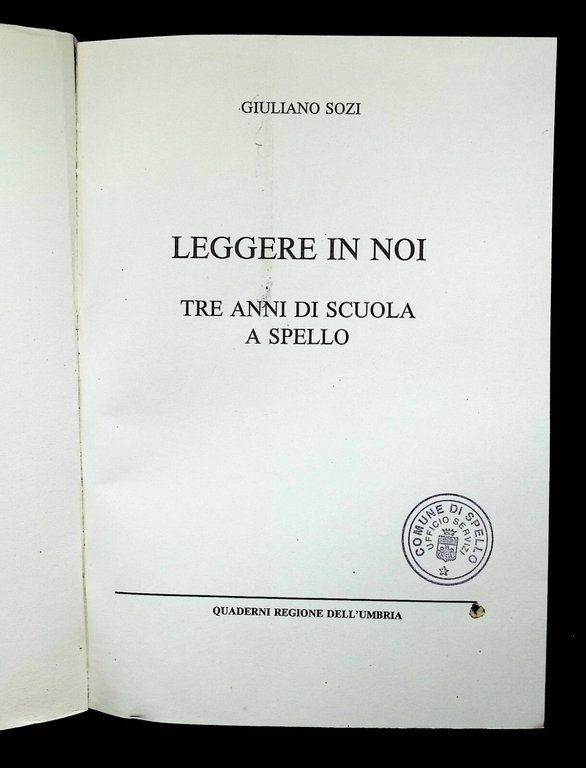 GIULIANO SOZI
LEGGERE IN NOI
TRE ANNI DI SCUOLA
A SPELLO
COMUNE DI SPELLO
UFFICIO SERVIZI
QUADERNI REGIONE DELL'UMBRIA